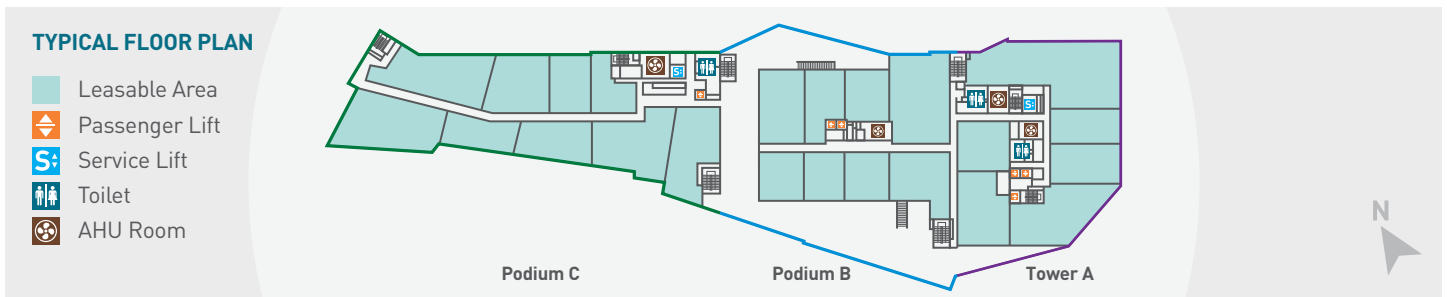 TYPICAL FLOOR PLAN
Leasable Area
Passenger Lift
S Service Lift
Toilet
AHU Room
S
S
Podium C
Podium B
Tower A
N